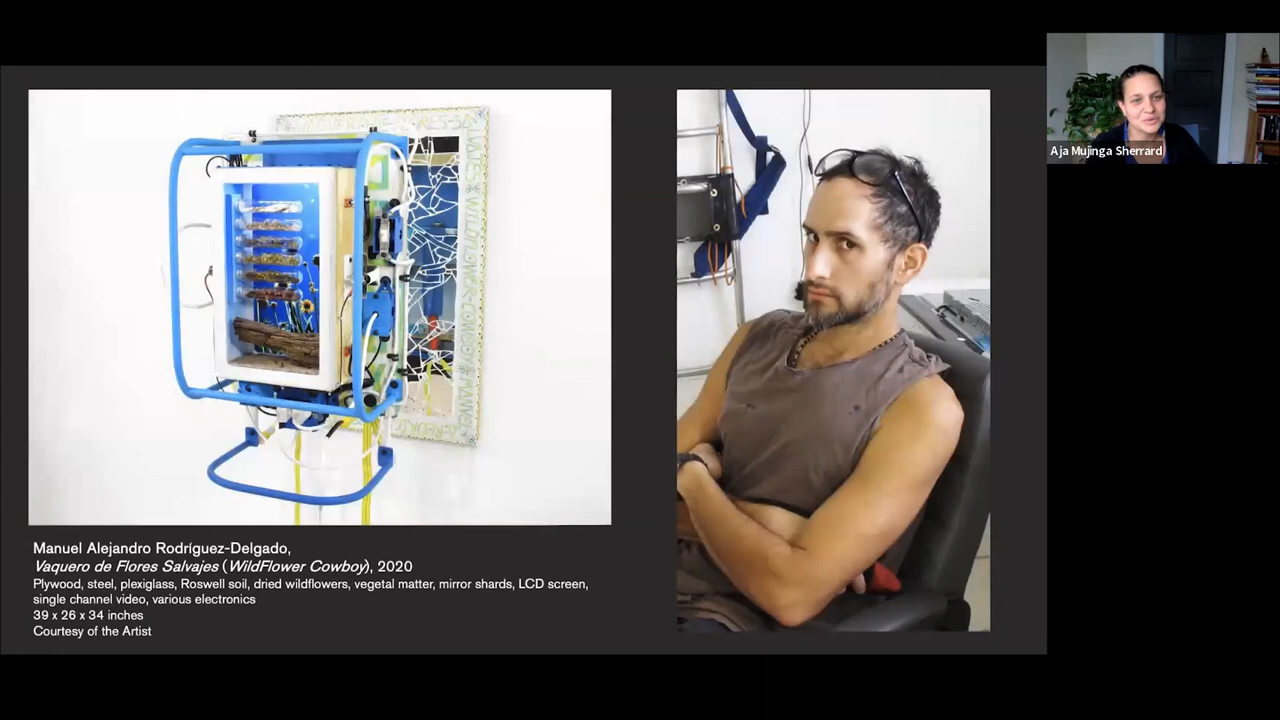 Manuel Alejandro Rodríguez-Delgado,
Vaquero de Flores Salvajes (WildFlower Cowboy), 2020
Plywood, steel, plexiglass, Roswell soil, dried wildflowers, vegetal matter, mirror shards, LCD screen,
single channel video, various electronics
39 x 26 x 34 inches
Courtesy of the Artist
Aja Mujinga Sherrard
WILDFLOWER COWBOY